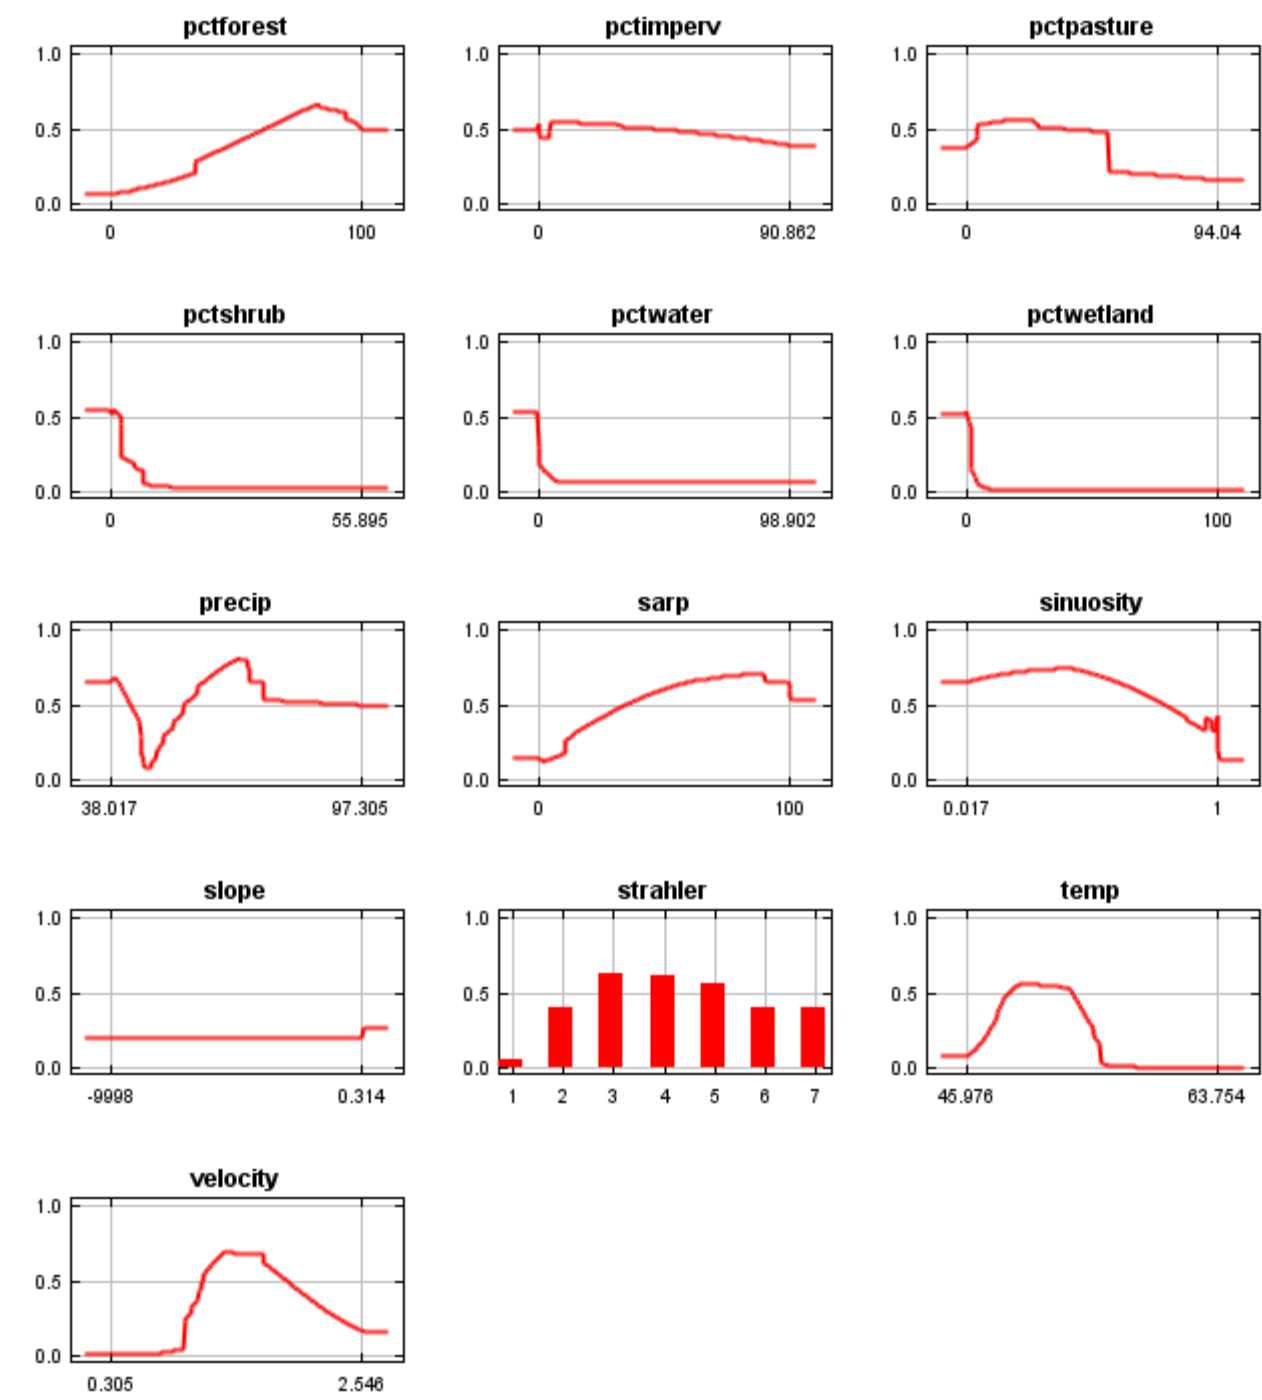 pctforest pctimperv pctpasture
1.0 1.0 1.0
0.5 0.5 0.5
0.0 0.0 0.0
0 100 0 90.862 0 94.04
pctshrub pctwater pctwetland
1.0 1.0 1.0
0.5 0.5 0.5
0.0 0.0 0.0
0 55.895 0 98.902 0 100
precip sarp sinuosity
1.0 1.0 1.0
0.5 0.5 0.5
0.0 0.0 0.0
38.017 97.305 0 100 0.017 1
slope strahler temp
1.0 1.0 1.0
0.5 0.5 0.5
0.0 0.0 0.0
-9998 0.314 1 2 3 4 5 6 7 45.976 63.754
velocity
1.0
0.5
0.0
0.305 2.546